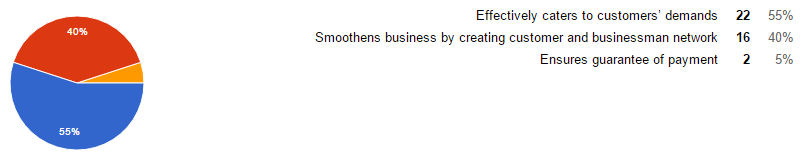 Effectively caters to customers' demands 22 55%
40%
Smoothens business by creating customer and businessman network 16 40%
Ensures guarantee of payment 2 5%
55%